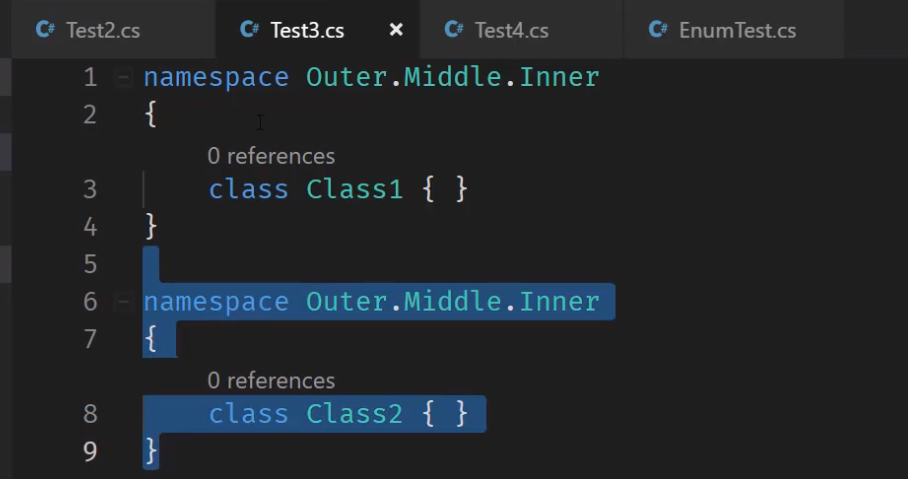 C# Test2.cs C# Test3.cs × C# Test4.cs C# EnumTest.cs
1 namespace Outer.Middle.Inner
2 {
0 references
3 class Class1 { }
4 }
5
6 namespace Outer.Middle.Inner
7 {
0 references
8 class Class2 { }
9 }